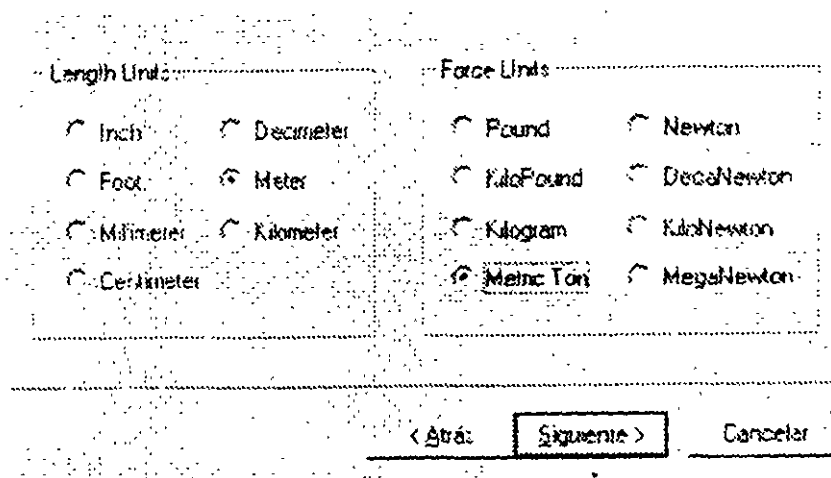 Length Units
Force Units
Inch
Decimeter
Pound
Newton
Foot
Meter
KiloPound
DecaNewton
Milimeter
Kilometer
Kilogram
KiloNewton
Centimeter
Metric Ton
MegaNewton
< Atrás
Siguiente >
Cancelar